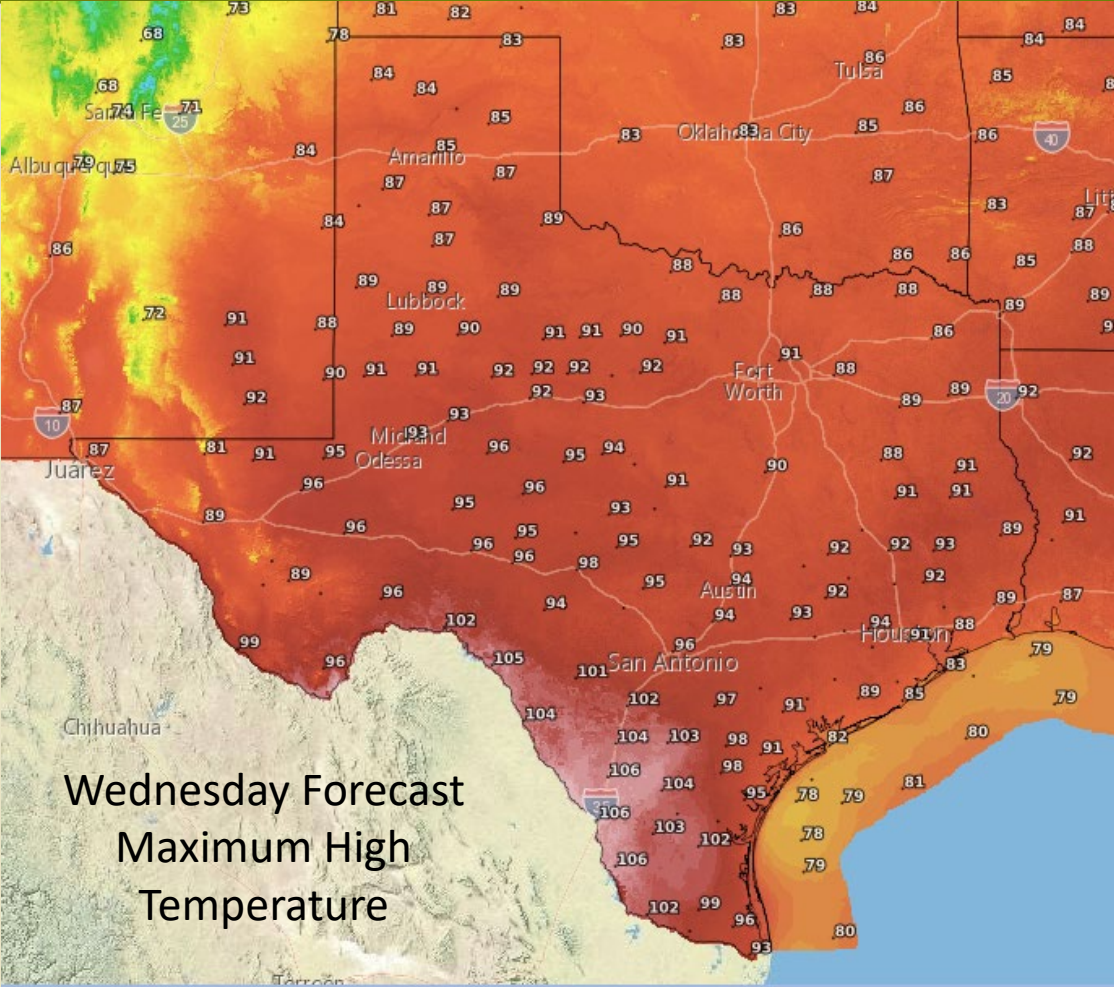 73 81 82 83 84
68 78 83 83 84 84
86
84 Tulsa 85
68 84
Santa Fe 74 71 85 86
25
83 Oklahoma City 83 85 86 40
84 85
Amarillo
Albuquerque 79 75 87 87 87
87 83 87
84 89 86
86 87 88 86 86 85 88
89 89 89 88 88 88 89 89
Lubbock
72 91 88 89 90 91 91 90 91 86
91 91 88
90 91 91 92 92 92 92 Fort
Worth
92 92 93 89 89 20 92
87 10 93
93 Midland
87 81 91 95 96 95 94 90 88 91 92
Odessa
Juárez
96 96 91 91 91
89 95 93
96 95 95 92 93 92 92 93 89 91
96 96 98
89 95 94 92
Austin
96 94 94 93 92 89 87
102 94 88
Houston 91
99 96 105 96 79
San Antonio 83
101
102 97 91 89 85 79
104
Chihuahua 104 103 98 91 82 80
106 104 98 95 78 79 81
35
Wednesday Forecast
106 103 102 78
Maximum High
106 79
Temperature
102 99 96 80
93
Torreon